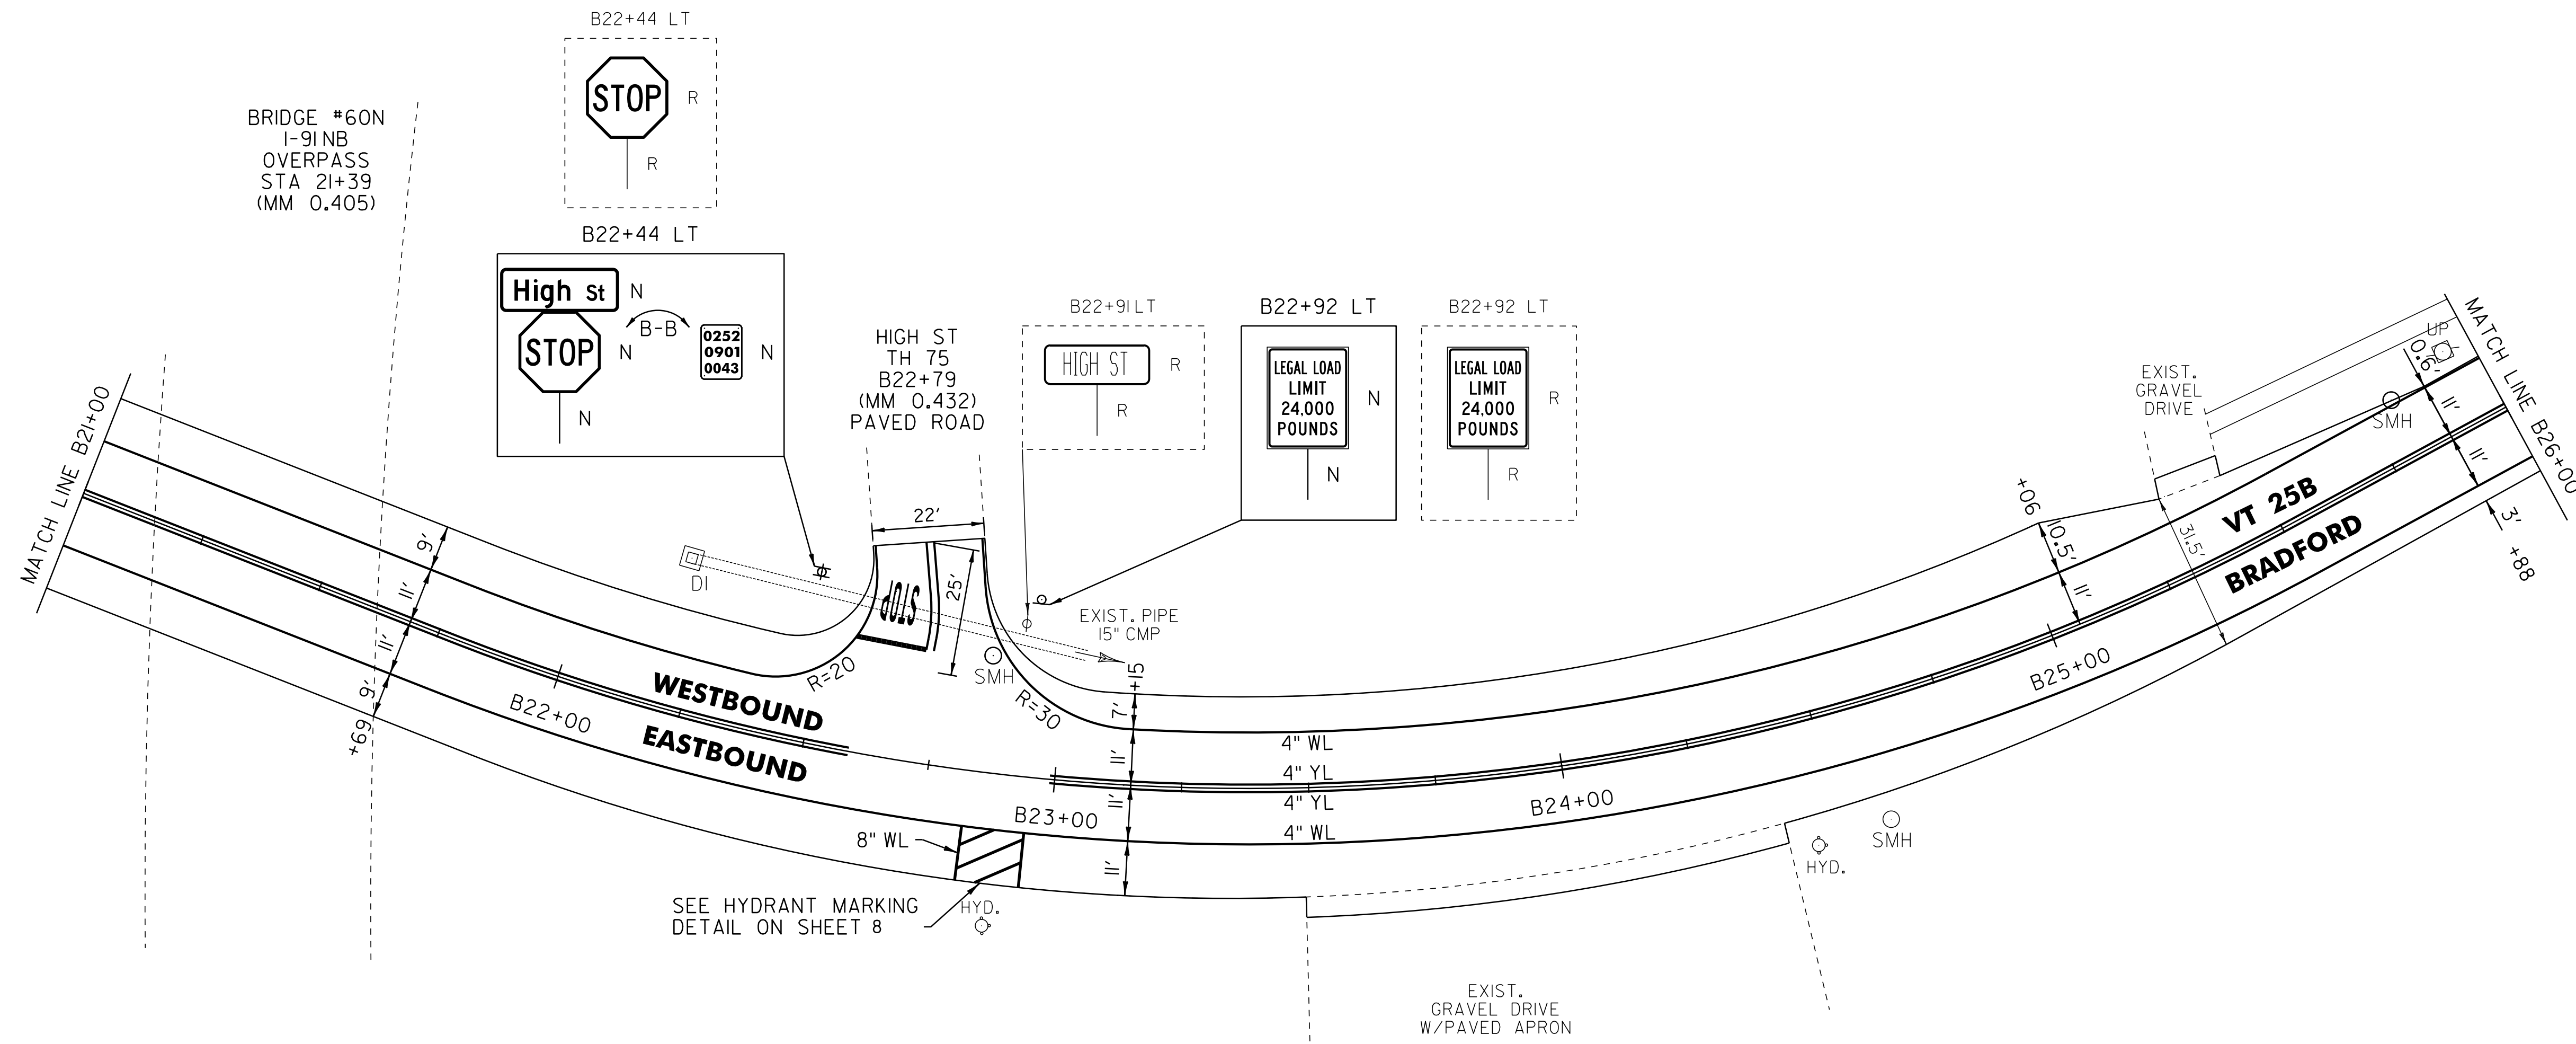 B22+44 LT
STOP
R
R
BRIDGE #60N
I-91 NB
OVERPASS
STA 21+39
(MM 0.405)
B22+44 LT
High St
N
STOP
N
B-B
0252
0901
0043
N
N
HIGH ST
TH 75
B22+79
(MM 0.432)
PAVED ROAD
B22+91 LT
HIGH ST
R
R
B22+92 LT
LEGAL LOAD
LIMIT
24,000
POUNDS
N
N
B22+92 LT
LEGAL LOAD
LIMIT
24,000
POUNDS
R
R
EXIST.
GRAVEL
DRIVE
UP
0.6'
MATCH LINE B26+00
SMH
11'
11'
3'
+88
VT 25B
BRADFORD
31.5'
+06
10.5'
11'
B25+00
MATCH LINE B21+00
9'
11'
11'
9'
+69
B22+00
WESTBOUND
EASTBOUND
DI
22'
STOP
25'
R=20
SMH
R=30
EXIST. PIPE
15" CMP
+15
7'
11'
11'
11'
4" WL
4" YL
4" YL
4" WL
B23+00
B24+00
8" WL
SEE HYDRANT MARKING
DETAIL ON SHEET 8
HYD.
HYD.
SMH
EXIST.
GRAVEL DRIVE
W/PAVED APRON